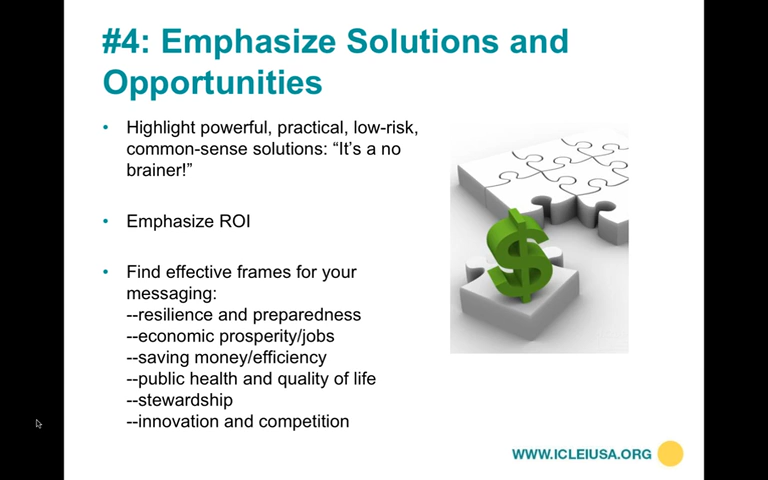 #4: Emphasize Solutions and
Opportunities
• Highlight powerful, practical, low-risk,
common-sense solutions: “It’s a no
brainer!”
• Emphasize ROI
• Find effective frames for your
messaging:
--resilience and preparedness
--economic prosperity/jobs
--saving money/efficiency
--public health and quality of life
--stewardship
--innovation and competition
$
WWW.ICLEIUSA.ORG